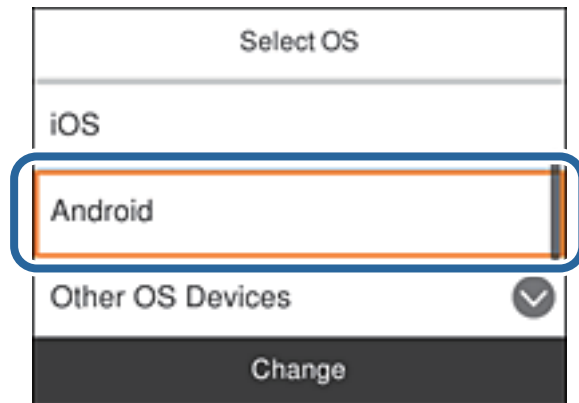 Select OS
iOS
Android
Other OS Devices
Change